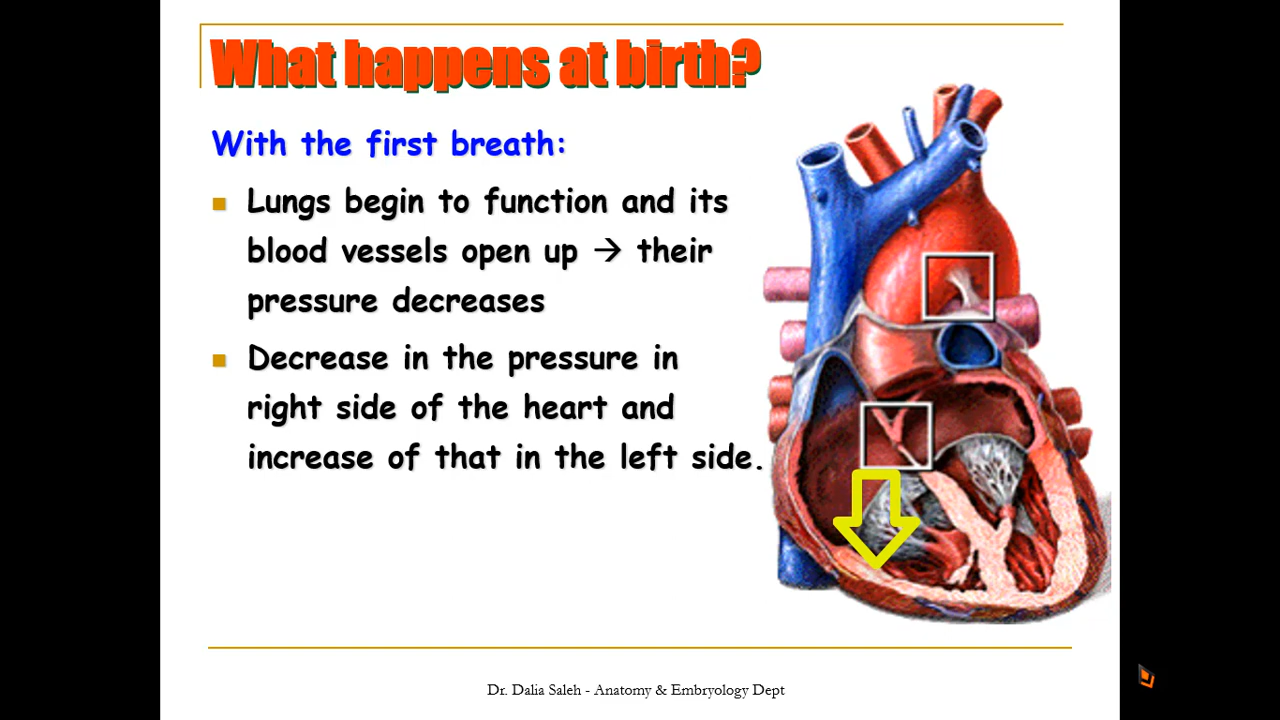 What happens at birth?
With the first breath:
Lungs begin to function and its
blood vessels open up → their
pressure decreases
Decrease in the pressure in
right side of the heart and
increase of that in the left side.
Dr. Dalia Saleh - Anatomy & Embryology Dept